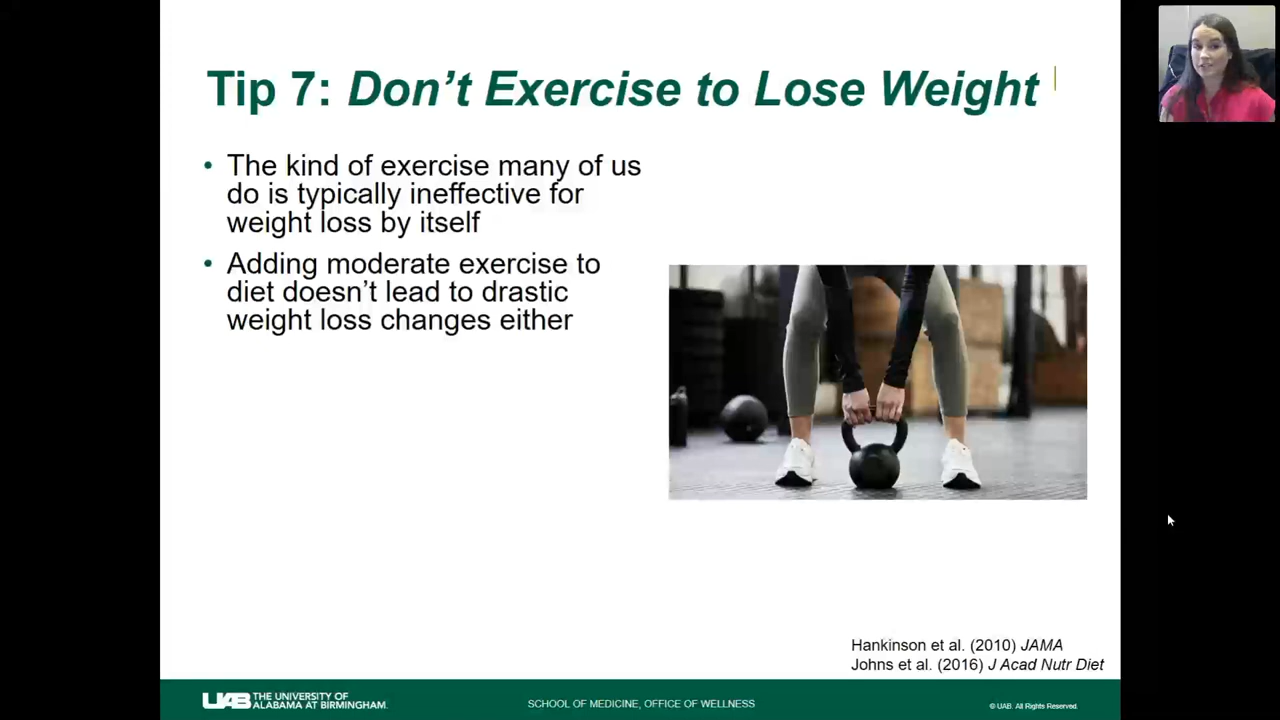 Tip 7: Don’t Exercise to Lose Weight
• The kind of exercise many of us
do is typically ineffective for
weight loss by itself
• Adding moderate exercise to
diet doesn’t lead to drastic
weight loss changes either
Hankinson et al. (2010) JAMA
Johns et al. (2016) J Acad Nutr Diet
UAB THE UNIVERSITY OF
ALABAMA AT BIRMINGHAM.
SCHOOL OF MEDICINE, OFFICE OF WELLNESS
© UAB. All Rights Reserved.